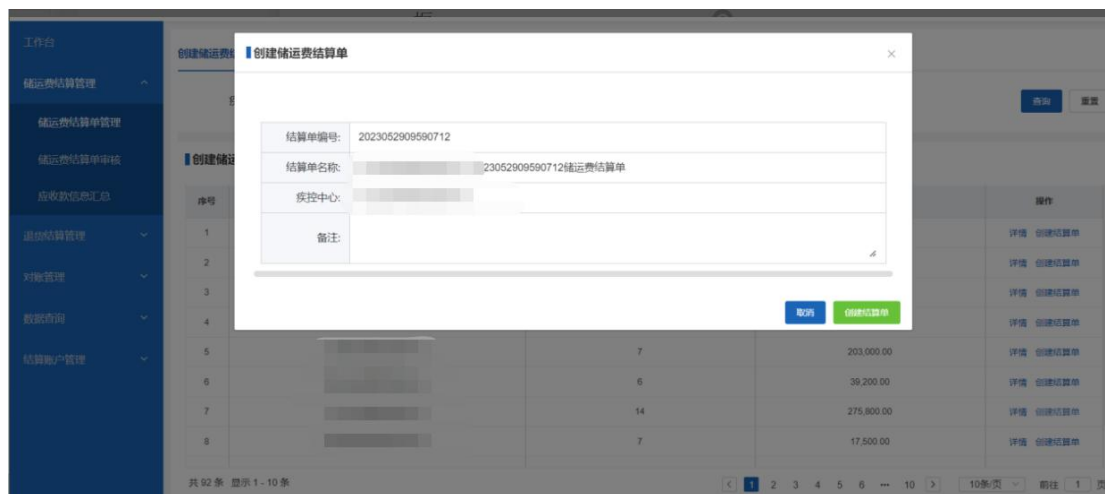 工作台
储运费结算管理
储运费结算单管理
储运费结算单审核
应收款信息汇总
退货结算管理
对账管理
数据查询
结算账户管理
创建储运费
查询
重置
创建储运费结算单
结算单编号: 2023052909590712
结算单名称: 23052909590712储运费结算单
疾控中心:
备注:
取消
创建结算单
创建储运
序号 操作
1 详情 创建结算单
2 详情 创建结算单
3 详情 创建结算单
4 详情 创建结算单
5 7 203,000.00 详情 创建结算单
6 6 39,200.00 详情 创建结算单
7 14 275,800.00 详情 创建结算单
8 7 17,500.00 详情 创建结算单
共 92 条 显示 1 - 10 条
1 2 3 4 5 6 ··· 10
10条/页
前往 1 页